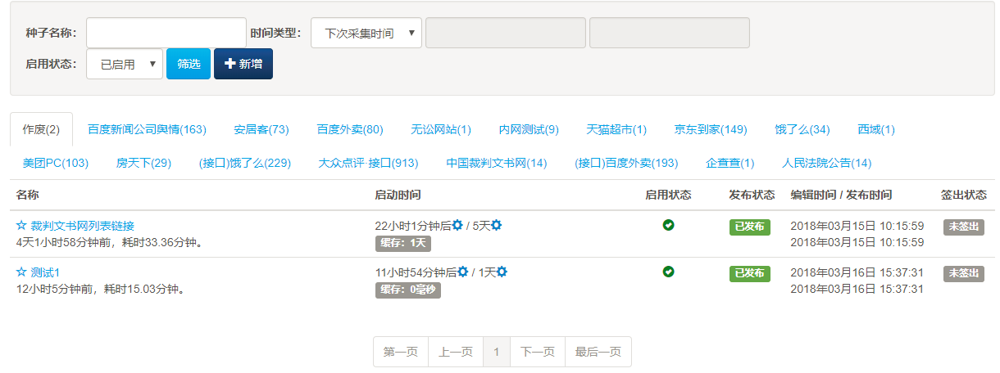 种子名称: 时间类型: 下次采集时间
启用状态: 已启用 筛选 新增
作废(2) 百度新闻公司舆情(163) 安居客(73) 百度外卖(80) 无讼网站(1) 内网测试(9) 天猫超市(1) 京东到家(149) 饿了么(34) 西域(1)
美团PC(103) 房天下(29) (接口)饿了么(229) 大众点评·接口(913) 中国裁判文书网(14) (接口)百度外卖(193) 企查查(1) 人民法院公告(14)
名称 启动时间 启用状态 发布状态 编辑时间 / 发布时间 签出状态
裁判文书网列表链接 22小时1分钟后 / 5天 已发布 2018年03月15日 10:15:59 未签出
4天1小时58分钟前，耗时33.36分钟。 缓存：1天 2018年03月15日 10:15:59
测试1 11小时54分钟后 / 1天 已发布 2018年03月16日 15:37:31 未签出
12小时5分钟前，耗时15.03分钟。 缓存：0毫秒 2018年03月16日 15:37:31
第一页 上一页 1 下一页 最后一页